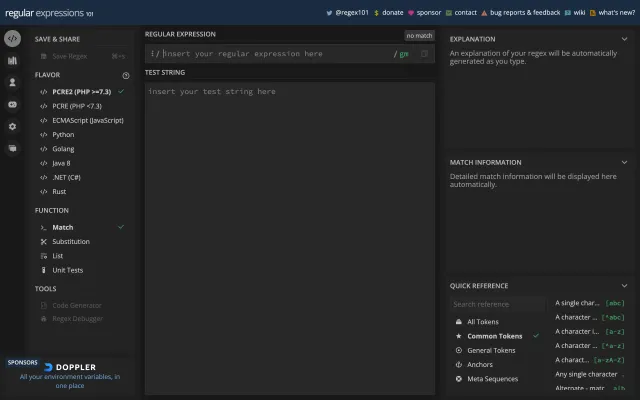 regular expressions 101
@regex101
$ donate
sponsor
contact
bug reports & feedback
wiki
what's new?
SAVE & SHARE
Save Regex
⌘+s
FLAVOR
PCRE2 (PHP >=7.3)
PCRE (PHP <7.3)
ECMAScript (JavaScript)
Python
Golang
Java 8
.NET (C#)
Rust
FUNCTION
Match
Substitution
List
Unit Tests
TOOLS
Code Generator
Regex Debugger
SPONSORS
DOPPLER
All your environment variables, in
one place
REGULAR EXPRESSION
no match
/ insert your regular expression here
/ gm
TEST STRING
insert your test string here
EXPLANATION
An explanation of your regex will be automatically
generated as you type.
MATCH INFORMATION
Detailed match information will be displayed here
automatically.
QUICK REFERENCE
Search reference
All Tokens
Common Tokens
General Tokens
Anchors
Meta Sequences
A single char... [abc]
A character ... [^abc]
A character i... [a-z]
A character ... [^a-z]
A charact... [a-zA-Z]
Any single character .
Alternate - matc... a|b